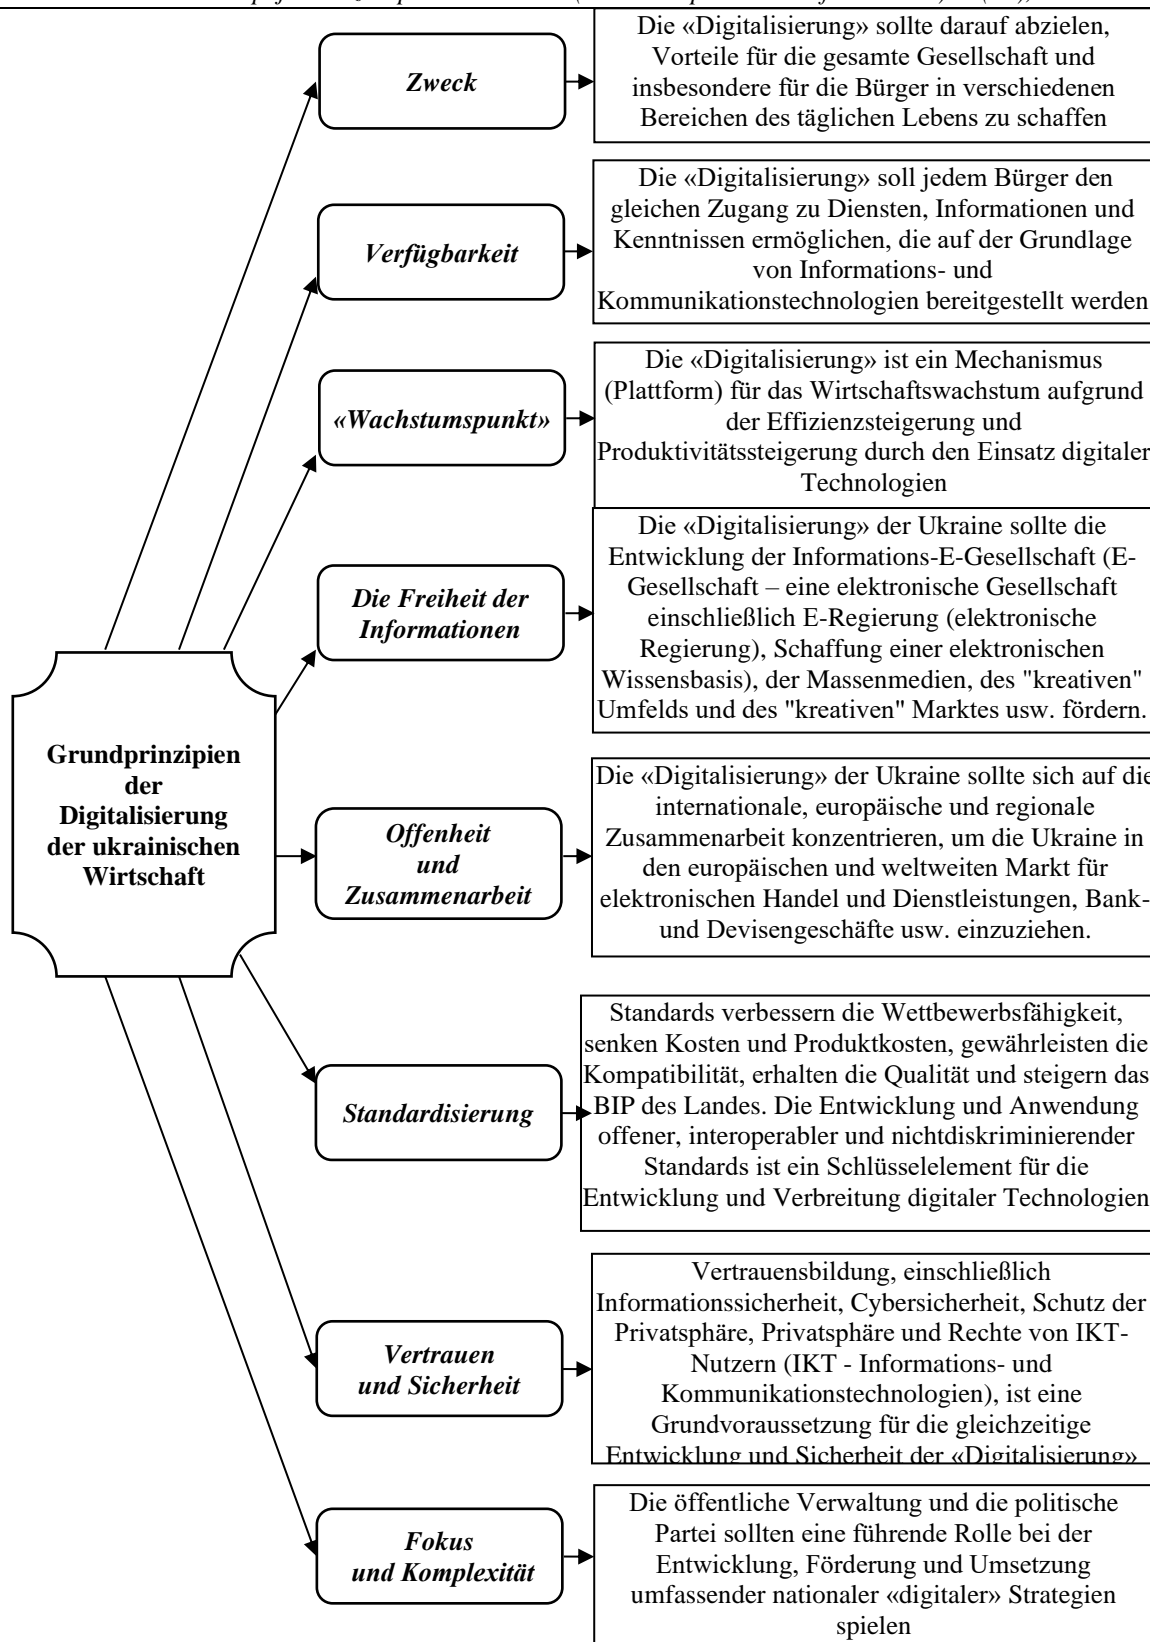 Zweck
Die «Digitalisierung» sollte darauf abzielen,
Vorteile für die gesamte Gesellschaft und
insbesondere für die Bürger in verschiedenen
Bereichen des täglichen Lebens zu schaffen
Verfügbarkeit
Die «Digitalisierung» soll jedem Bürger den
gleichen Zugang zu Diensten, Informationen und
Kenntnissen ermöglichen, die auf der Grundlage
von Informations- und
Kommunikationstechnologien bereitgestellt werden
«Wachstumspunkt»
Die «Digitalisierung» ist ein Mechanismus
(Plattform) für das Wirtschaftswachstum aufgrund
der Effizienzsteigerung und
Produktivitätssteigerung durch den Einsatz digitaler
Technologien
Die Freiheit der
Informationen
Die «Digitalisierung» der Ukraine sollte die
Entwicklung der Informations-E-Gesellschaft (E-
Gesellschaft – eine elektronische Gesellschaft
einschließlich E-Regierung (elektronische
Regierung), Schaffung einer elektronischen
Wissensbasis), der Massenmedien, des "kreativen"
Umfelds und des "kreativen" Marktes usw. fördern.
Grundprinzipien
der
Digitalisierung
der ukrainischen
Wirtschaft
Offenheit
und
Zusammenarbeit
Die «Digitalisierung» der Ukraine sollte sich auf die
internationale, europäische und regionale
Zusammenarbeit konzentrieren, um die Ukraine in
den europäischen und weltweiten Markt für
elektronischen Handel und Dienstleistungen, Bank-
und Devisengeschäfte usw. einzuziehen.
Standardisierung
Standards verbessern die Wettbewerbsfähigkeit,
senken Kosten und Produktkosten, gewährleisten die
Kompatibilität, erhalten die Qualität und steigern das
BIP des Landes. Die Entwicklung und Anwendung
offener, interoperabler und nichtdiskriminierender
Standards ist ein Schlüsselelement für die
Entwicklung und Verbreitung digitaler Technologien
Vertrauen
und Sicherheit
Vertrauensbildung, einschließlich
Informationssicherheit, Cybersicherheit, Schutz der
Privatsphäre, Privatsphäre und Rechte von IKT-
Nutzern (IKT - Informations- und
Kommunikationstechnologien), ist eine
Grundvoraussetzung für die gleichzeitige
Entwicklung und Sicherheit der «Digitalisierung»
Fokus
und Komplexität
Die öffentliche Verwaltung und die politische
Partei sollten eine führende Rolle bei der
Entwicklung, Förderung und Umsetzung
umfassender nationaler «digitaler» Strategien
spielen